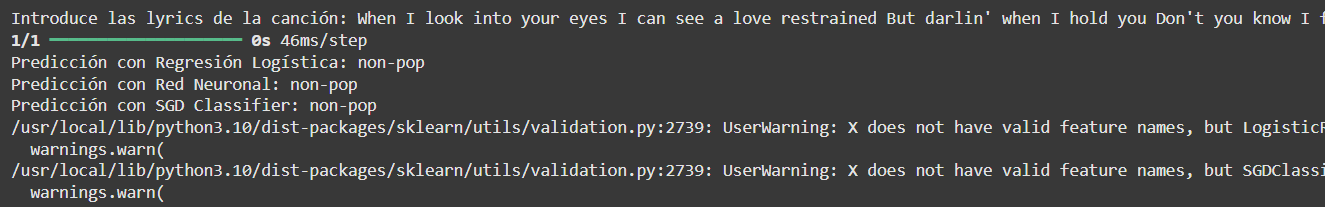 Introduce las lyrics de la canción: When I look into your eyes I can see a love restrained But darlin' when I hold you Don't you know I
1/1 ━━━━━━━━━━━━━━━━━━━━ 0s 46ms/step
Predicción con Regresión Logística: non-pop
Predicción con Red Neuronal: non-pop
Predicción con SGD Classifier: non-pop
/usr/local/lib/python3.10/dist-packages/sklearn/utils/validation.py:2739: UserWarning: X does not have valid feature names, but Logistic
warnings.warn(
/usr/local/lib/python3.10/dist-packages/sklearn/utils/validation.py:2739: UserWarning: X does not have valid feature names, but SGDClassi
warnings.warn(